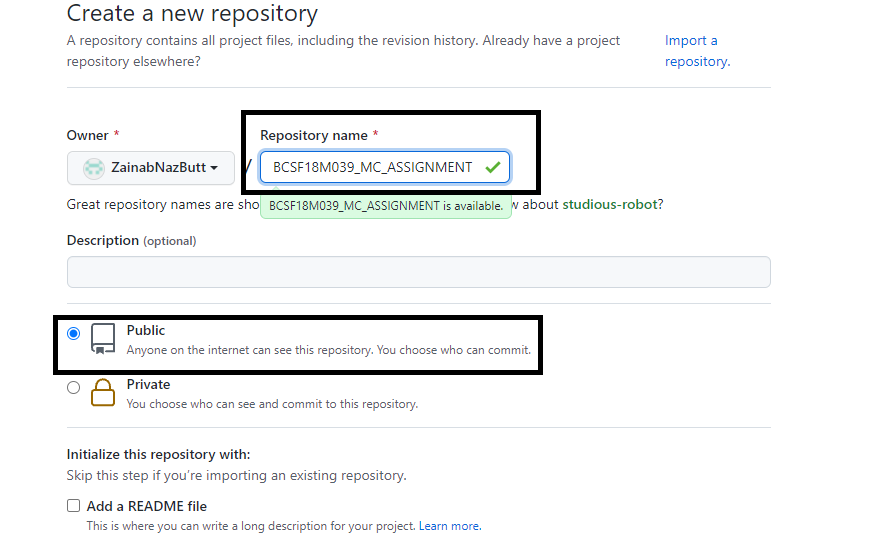 Create a new repository
A repository contains all project files, including the revision history. Already have a project
repository elsewhere?
Import a
repository.
Owner *
Repository name *
ZainabNazButt
/
BCSF18M039_MC_ASSIGNMENT
Great repository names are
about studious-robot?
BCSF18M039_MC_ASSIGNMENT is available.
Description (optional)
Public
Anyone on the internet can see this repository. You choose who can commit.
Private
You choose who can see and commit to this repository.
Initialize this repository with:
Skip this step if you’re importing an existing repository.
Add a README file
This is where you can write a long description for your project. Learn more.